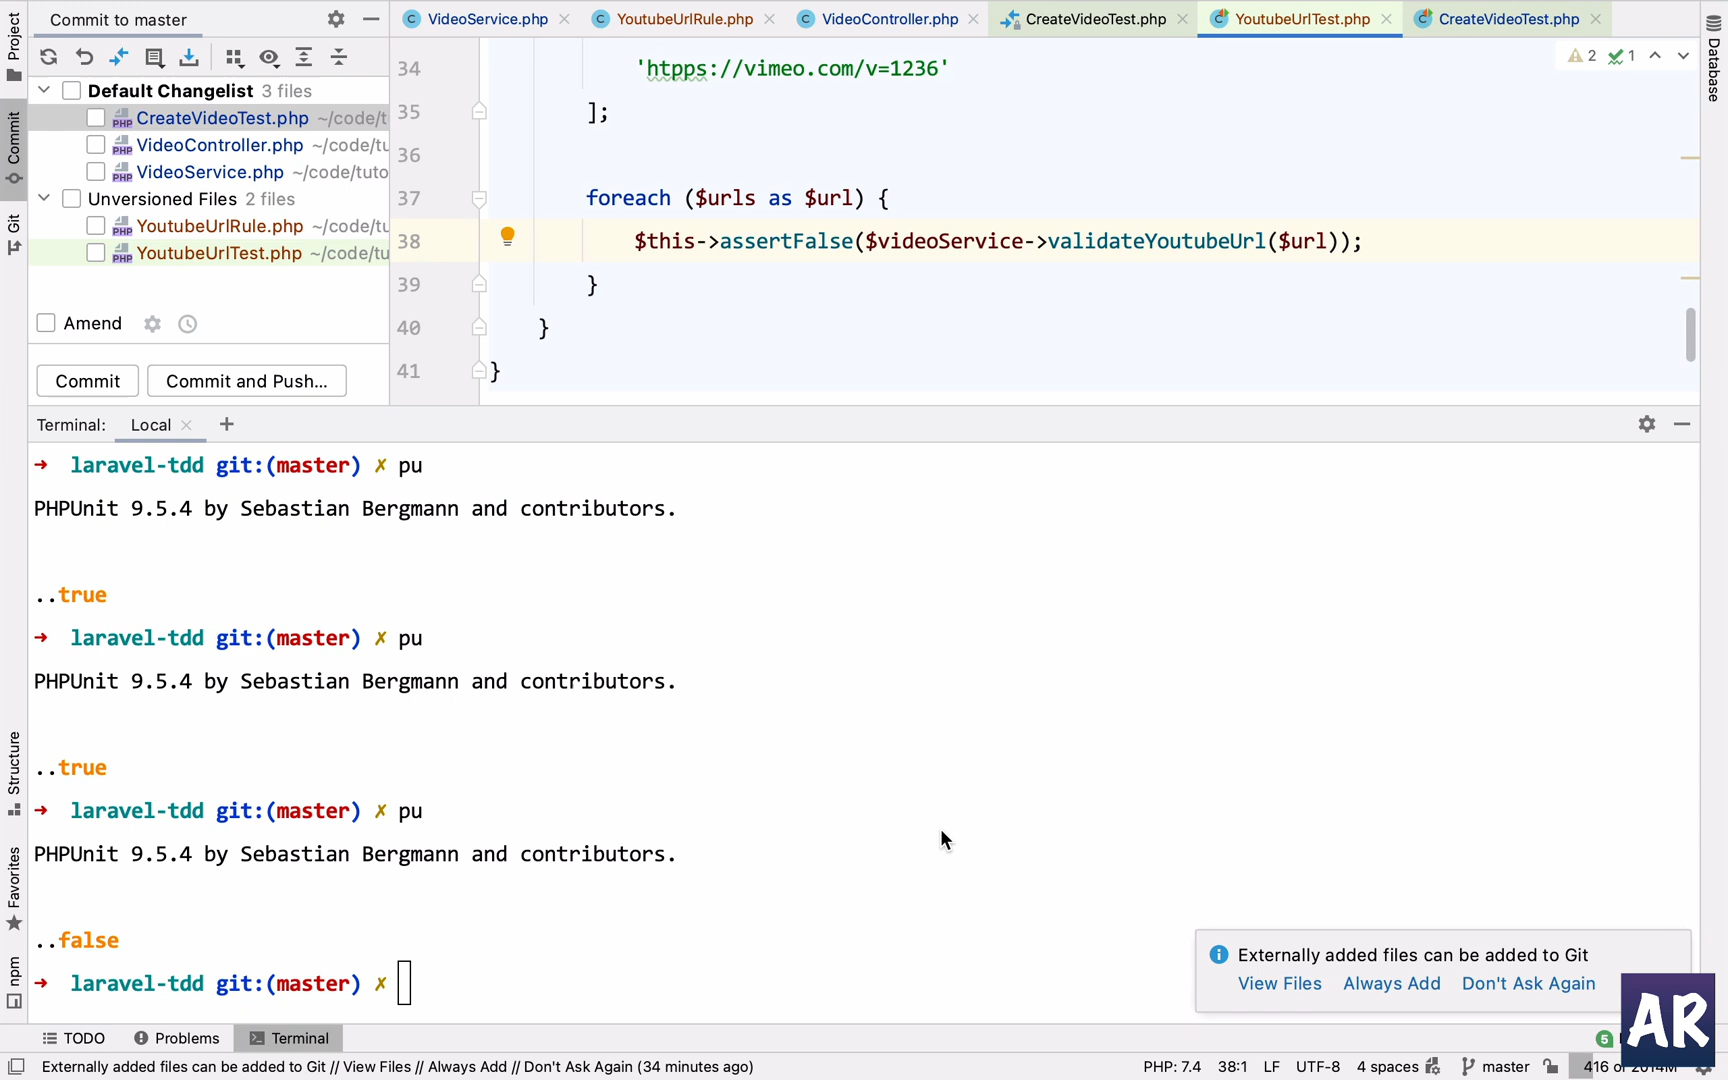 Commit to master
VideoService.php
YoutubeUrlRule.php
VideoController.php
CreateVideoTest.php
YoutubeUrlTest.php
CreateVideoTest.php
Project
Commit
Git
Structure
Favorites
npm
Database
Default Changelist 3 files
CreateVideoTest.php ~/code/t
VideoController.php ~/code/tu
VideoService.php ~/code/tuto
Unversioned Files 2 files
YoutubeUrlRule.php ~/code/tu
YoutubeUrlTest.php ~/code/tu
Amend
Commit
Commit and Push...
2 1
34 'htpps://vimeo.com/v=1236'
35 ];
36
37 foreach ($urls as $url) {
38 $this->assertFalse($videoService->validateYoutubeUrl($url));
39 }
40 }
41 }
Terminal: Local
→ laravel-tdd git:(master) ✗ pu
PHPUnit 9.5.4 by Sebastian Bergmann and contributors.
..true
→ laravel-tdd git:(master) ✗ pu
PHPUnit 9.5.4 by Sebastian Bergmann and contributors.
..true
→ laravel-tdd git:(master) ✗ pu
PHPUnit 9.5.4 by Sebastian Bergmann and contributors.
..false
→ laravel-tdd git:(master) ✗
Externally added files can be added to Git
View Files Always Add Don't Ask Again
AR
TODO Problems Terminal
5
Externally added files can be added to Git // View Files // Always Add // Don't Ask Again (34 minutes ago)
PHP: 7.4 38:1 LF UTF-8 4 spaces master 416 of 2014M